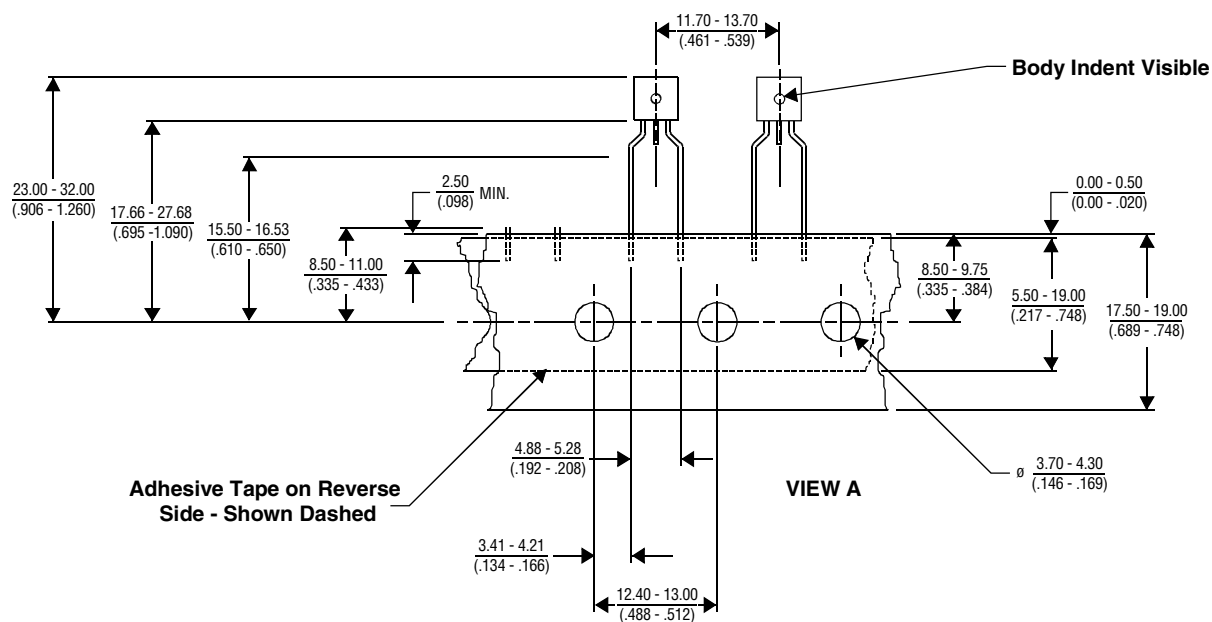 11.70 - 13.70
(.461 - .539)
Body Indent Visible
23.00 - 32.00
(.906 - 1.260)
17.66 - 27.68
(.695 -1.090)
15.50 - 16.53
(.610 - .650)
8.50 - 11.00
(.335 - .433)
2.50
(.098)
MIN.
0.00 - 0.50
(0.00 - .020)
8.50 - 9.75
(.335 - .384)
5.50 - 19.00
(.217 - .748)
17.50 - 19.00
(.689 - .748)
4.88 - 5.28
(.192 - .208)
ø
3.70 - 4.30
(.146 - .169)
Adhesive Tape on Reverse
Side - Shown Dashed
VIEW A
3.41 - 4.21
(.134 - .166)
12.40 - 13.00
(.488 - .512)